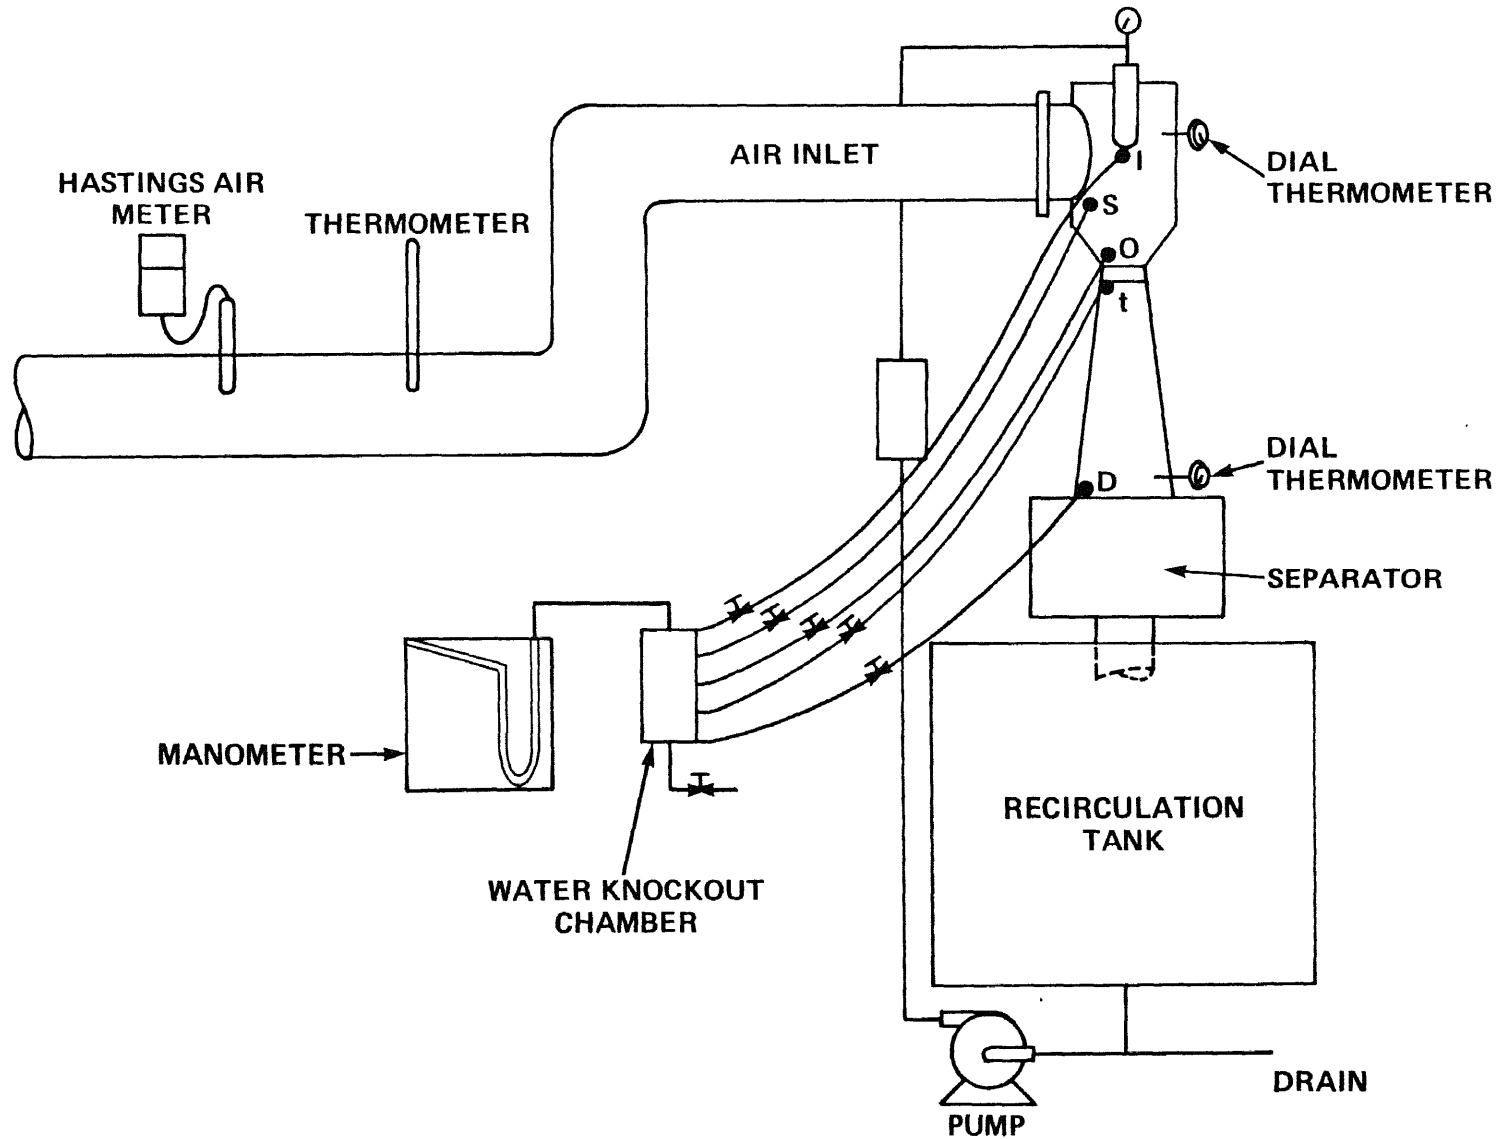 AIR INLET
I
DIAL
THERMOMETER
HASTINGS AIR
METER
THERMOMETER
S
O
t
DIAL
THERMOMETER
D
SEPARATOR
MANOMETER
RECIRCULATION
TANK
WATER KNOCKOUT
CHAMBER
DRAIN
PUMP